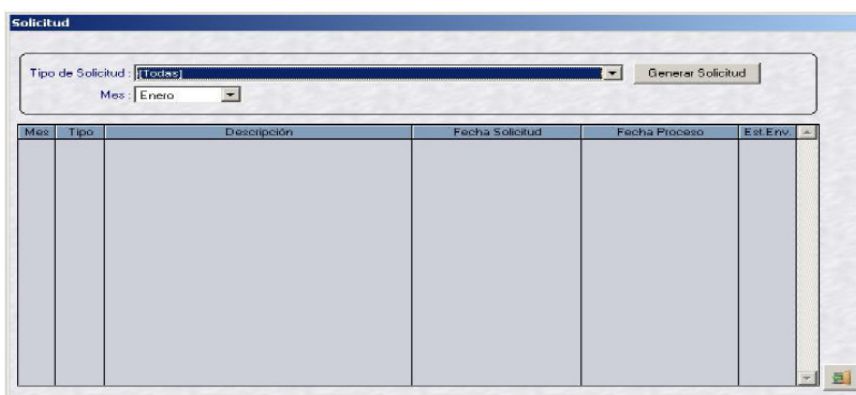 Solicitud
Tipo de Solicitud : [Todas] Generar Solicitud
Mes : Enero
Mes Tipo Descripción Fecha Solicitud Fecha Proceso Est.Env.